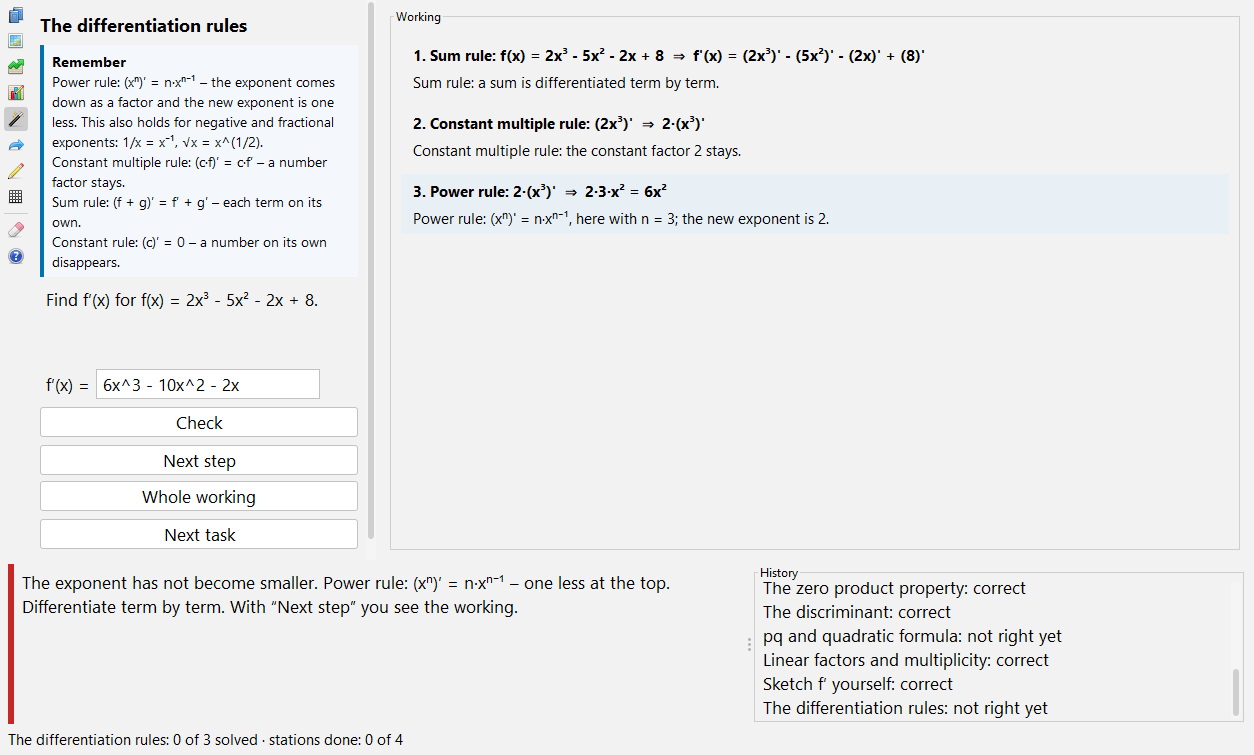 The differentiation rules
Remember
Power rule: (xⁿ)′ = n·xⁿ⁻¹ – the exponent comes
down as a factor and the new exponent is one
less. This also holds for negative and fractional
exponents: 1/x = x⁻¹, √x = x^(1/2).
Constant multiple rule: (c·f)′ = c·f′ – a number
factor stays.
Sum rule: (f + g)′ = f′ + g′ – each term on its
own.
Constant rule: (c)′ = 0 – a number on its own
disappears.
Find f′(x) for f(x) = 2x³ - 5x² - 2x + 8.
f′(x) = 6x^3 - 10x^2 - 2x
Check
Next step
Whole working
Next task
Working
1. Sum rule: f(x) = 2x³ - 5x² - 2x + 8 ⇒ f′(x) = (2x³)′ - (5x²)′ - (2x)′ + (8)′
Sum rule: a sum is differentiated term by term.
2. Constant multiple rule: (2x³)′ ⇒ 2·(x³)′
Constant multiple rule: the constant factor 2 stays.
3. Power rule: 2·(x³)′ ⇒ 2·3·x² = 6x²
Power rule: (xⁿ)′ = n·xⁿ⁻¹, here with n = 3; the new exponent is 2.
The exponent has not become smaller. Power rule: (xⁿ)′ = n·xⁿ⁻¹ – one less at the top.
Differentiate term by term. With “Next step” you see the working.
History
The zero product property: correct
The discriminant: correct
pq and quadratic formula: not right yet
Linear factors and multiplicity: correct
Sketch f′ yourself: correct
The differentiation rules: not right yet
The differentiation rules: 0 of 3 solved · stations done: 0 of 4